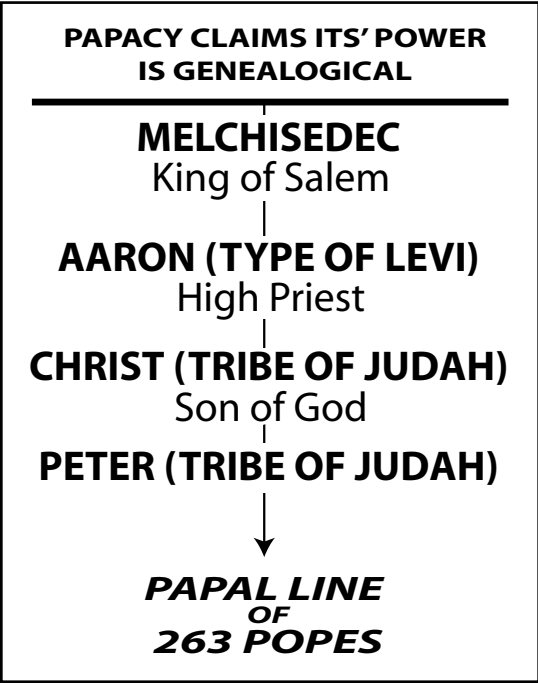 PAPACY CLAIMS ITS' POWER
IS GENEALOGICAL
MELCHISEDEC
King of Salem
AARON (TYPE OF LEVI)
High Priest
CHRIST (TRIBE OF JUDAH)
Son of God
PETER (TRIBE OF JUDAH)
PAPAL LINE
OF
263 POPES